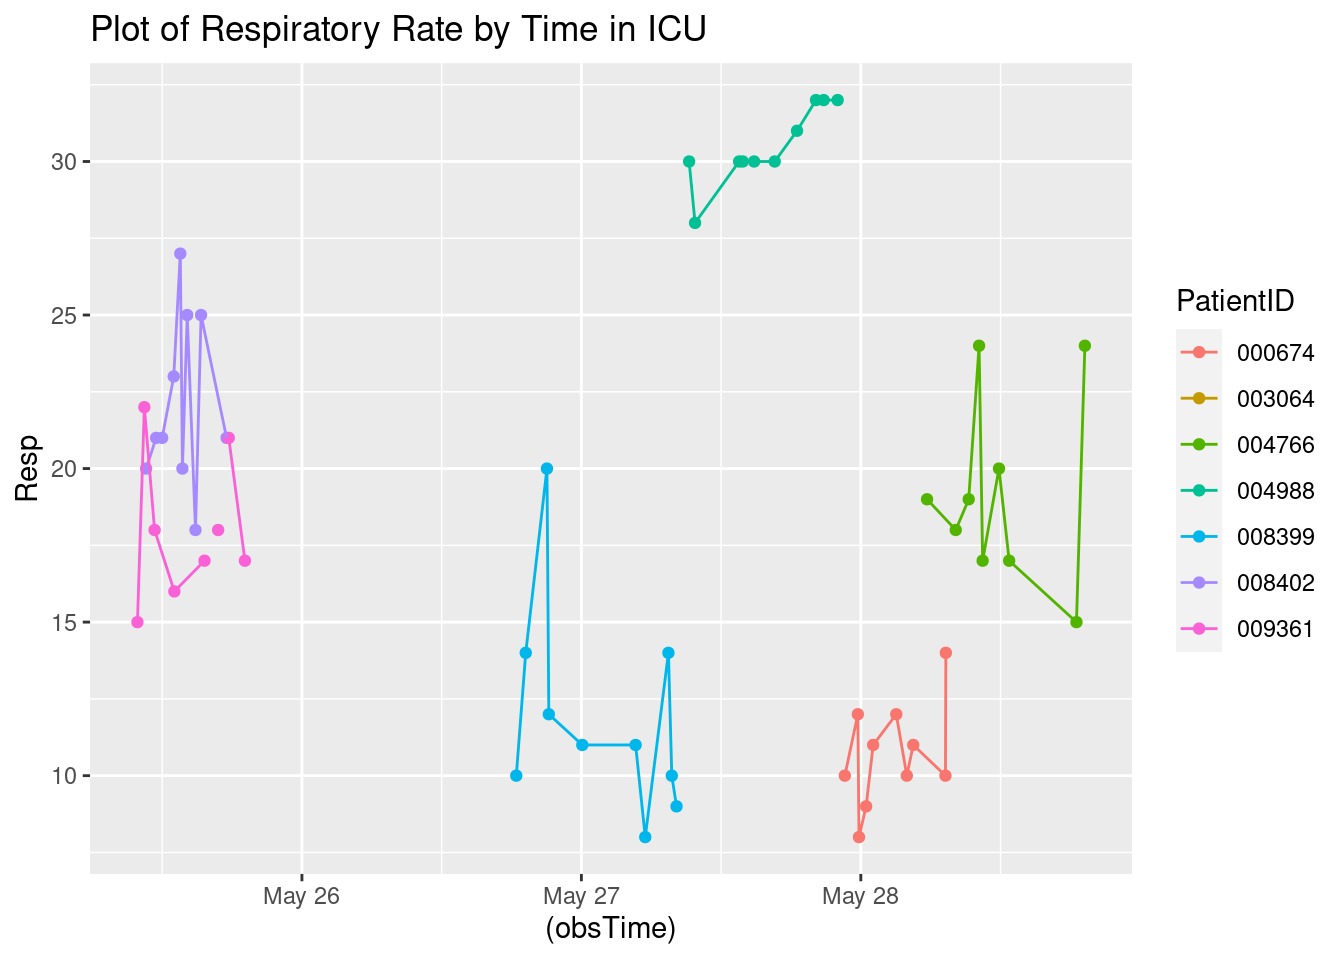 Plot of Respiratory Rate by Time in ICU
Resp
30
25
20
15
10
May 26
May 27
May 28
(obsTime)
PatientID
000674
003064
004766
004988
008399
008402
009361